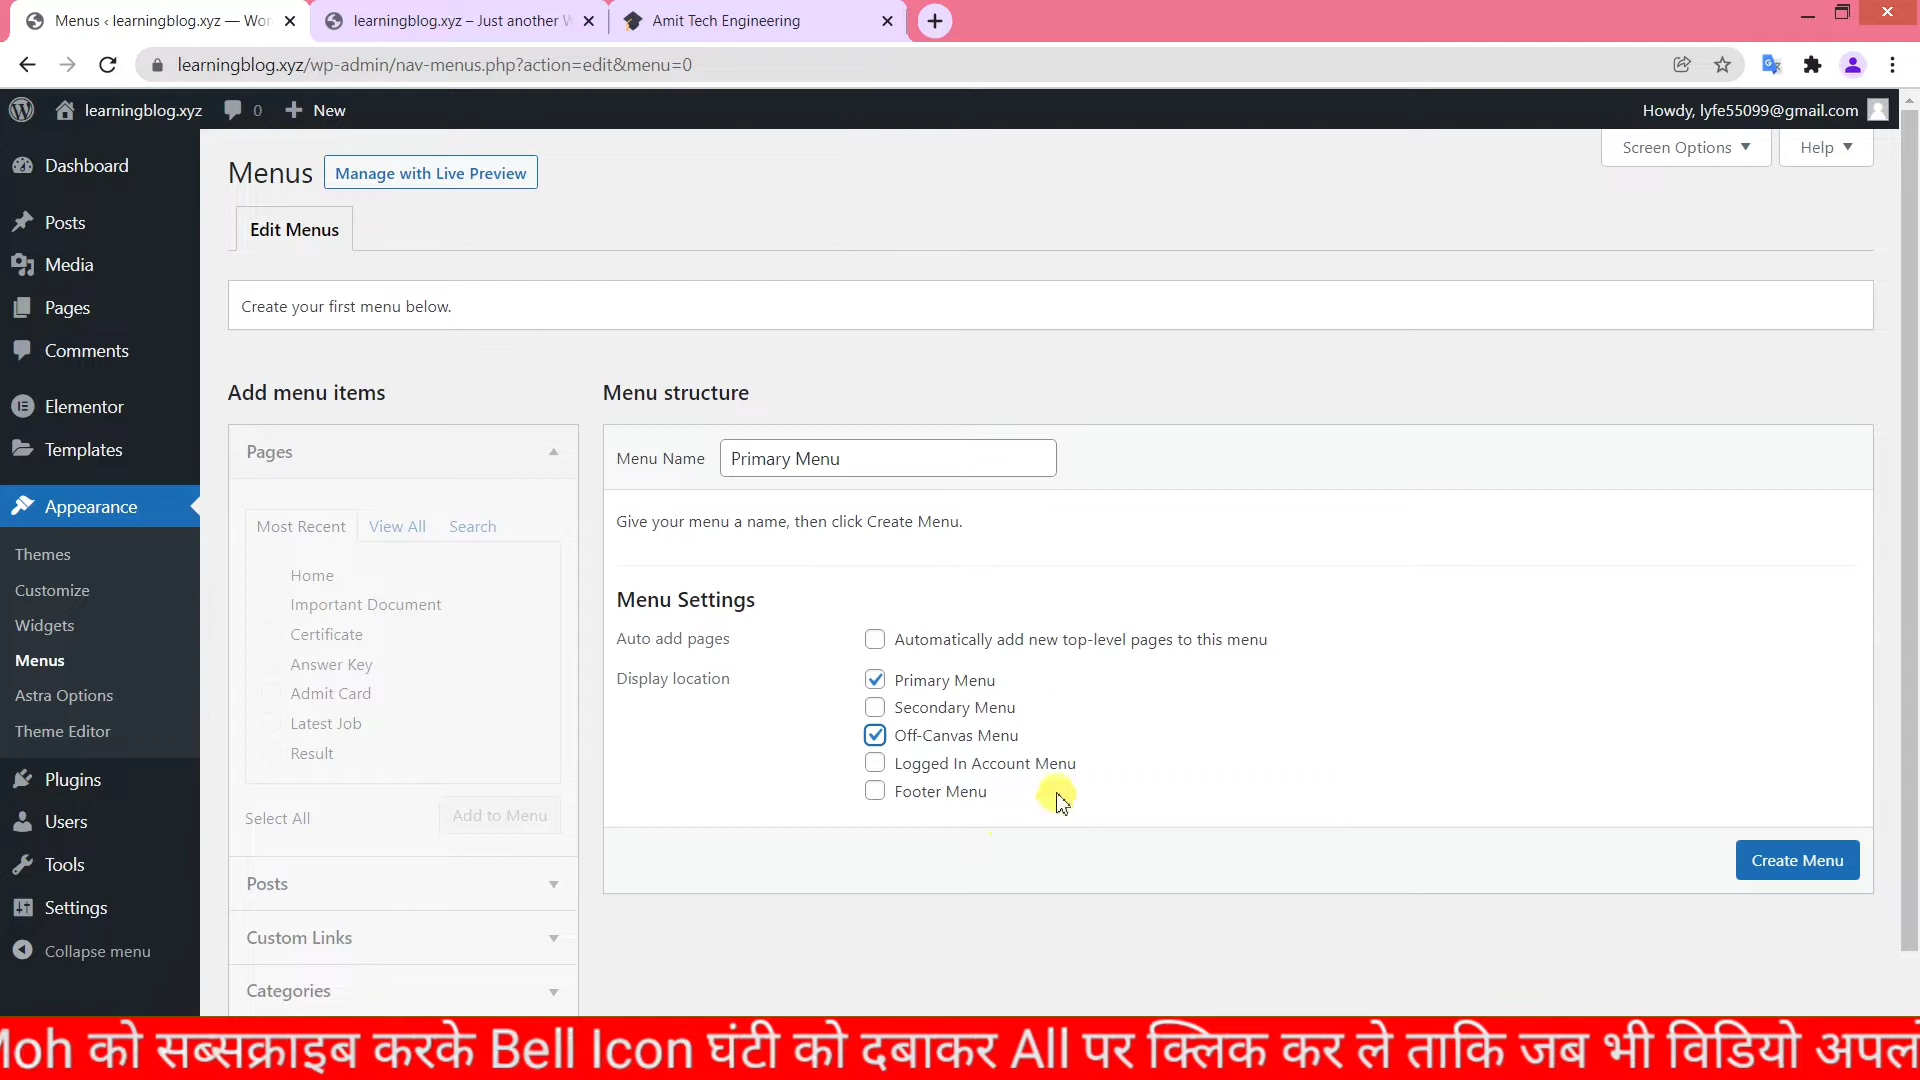 Menus ‹ learningblog.xyz — Wor
learningblog.xyz – Just another W
Amit Tech Engineering
learningblog.xyz/wp-admin/nav-menus.php?action=edit&menu=0
learningblog.xyz 0 New
Howdy, lyfe55099@gmail.com
Screen Options
Help
Dashboard
Posts
Media
Pages
Comments
Elementor
Templates
Appearance
Themes
Customize
Widgets
Menus
Astra Options
Theme Editor
Plugins
Users
Tools
Settings
Collapse menu
Menus
Manage with Live Preview
Edit Menus
Create your first menu below.
Add menu items
Pages
Most Recent View All Search
Home
Important Document
Certificate
Answer Key
Admit Card
Latest Job
Result
Select All
Add to Menu
Posts
Custom Links
Categories
Menu structure
Menu Name Primary Menu
Give your menu a name, then click Create Menu.
Menu Settings
Auto add pages
Automatically add new top-level pages to this menu
Display location
Primary Menu
Secondary Menu
Off-Canvas Menu
Logged In Account Menu
Footer Menu
Create Menu
को सब्सक्राइब करके Bell Icon घंटी को दबाकर All पर क्लिक कर ले ताकि जब भी विडियो